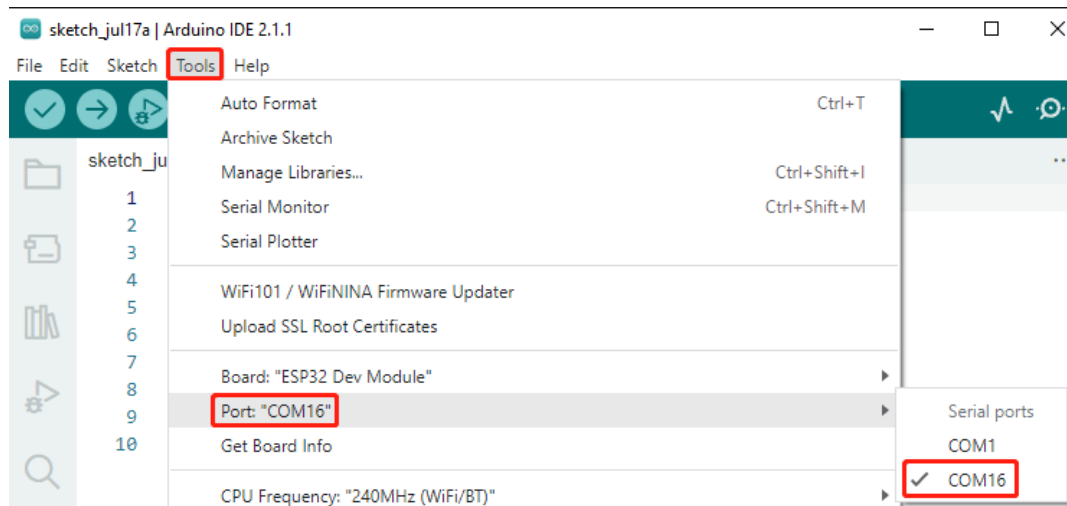 sketch_jul17a | Arduino IDE 2.1.1
File Edit Sketch Tools Help
sketch_ju
1
2
3
4
5
6
7
8
9
10
Auto Format Ctrl+T
Archive Sketch
Manage Libraries... Ctrl+Shift+I
Serial Monitor Ctrl+Shift+M
Serial Plotter
WiFi101 / WiFiNINA Firmware Updater
Upload SSL Root Certificates
Board: "ESP32 Dev Module"
Port: "COM16"
Get Board Info
CPU Frequency: "240MHz (WiFi/BT)"
Serial ports
COM1
COM16